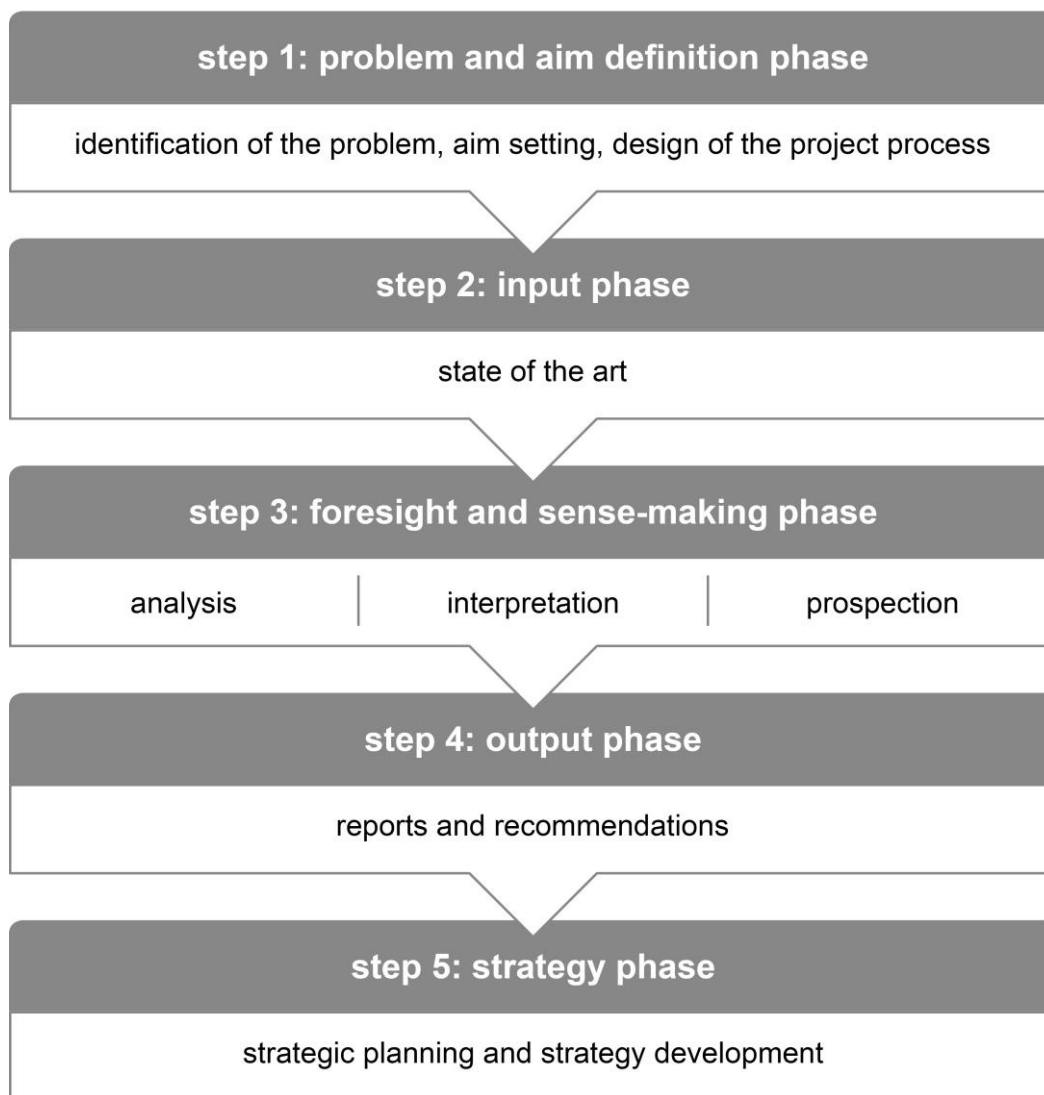 step 1: problem and aim definition phase
identification of the problem, aim setting, design of the project process
step 2: input phase
state of the art
step 3: foresight and sense-making phase
analysis
interpretation
prospection
step 4: output phase
reports and recommendations
step 5: strategy phase
strategic planning and strategy development